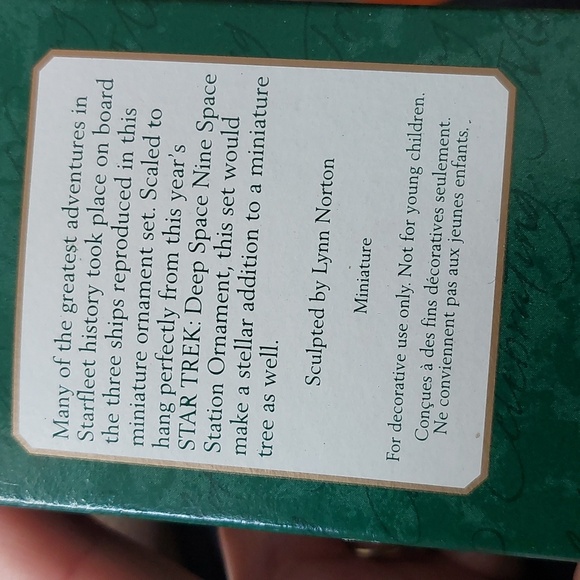 Many of the greatest adventures in
Starfleet history took place on board
the three ships reproduced in this
miniature ornament set. Scaled to
hang perfectly from this year's
STAR TREK: Deep Space Nine Space
Station Ornament, this set would
make a stellar addition to a miniature
tree as well.
Sculpted by Lynn Norton
Miniature
For decorative use only. Not for young children.
Conçues à des fins décoratives seulement.
Ne conviennent pas aux jeunes enfants.